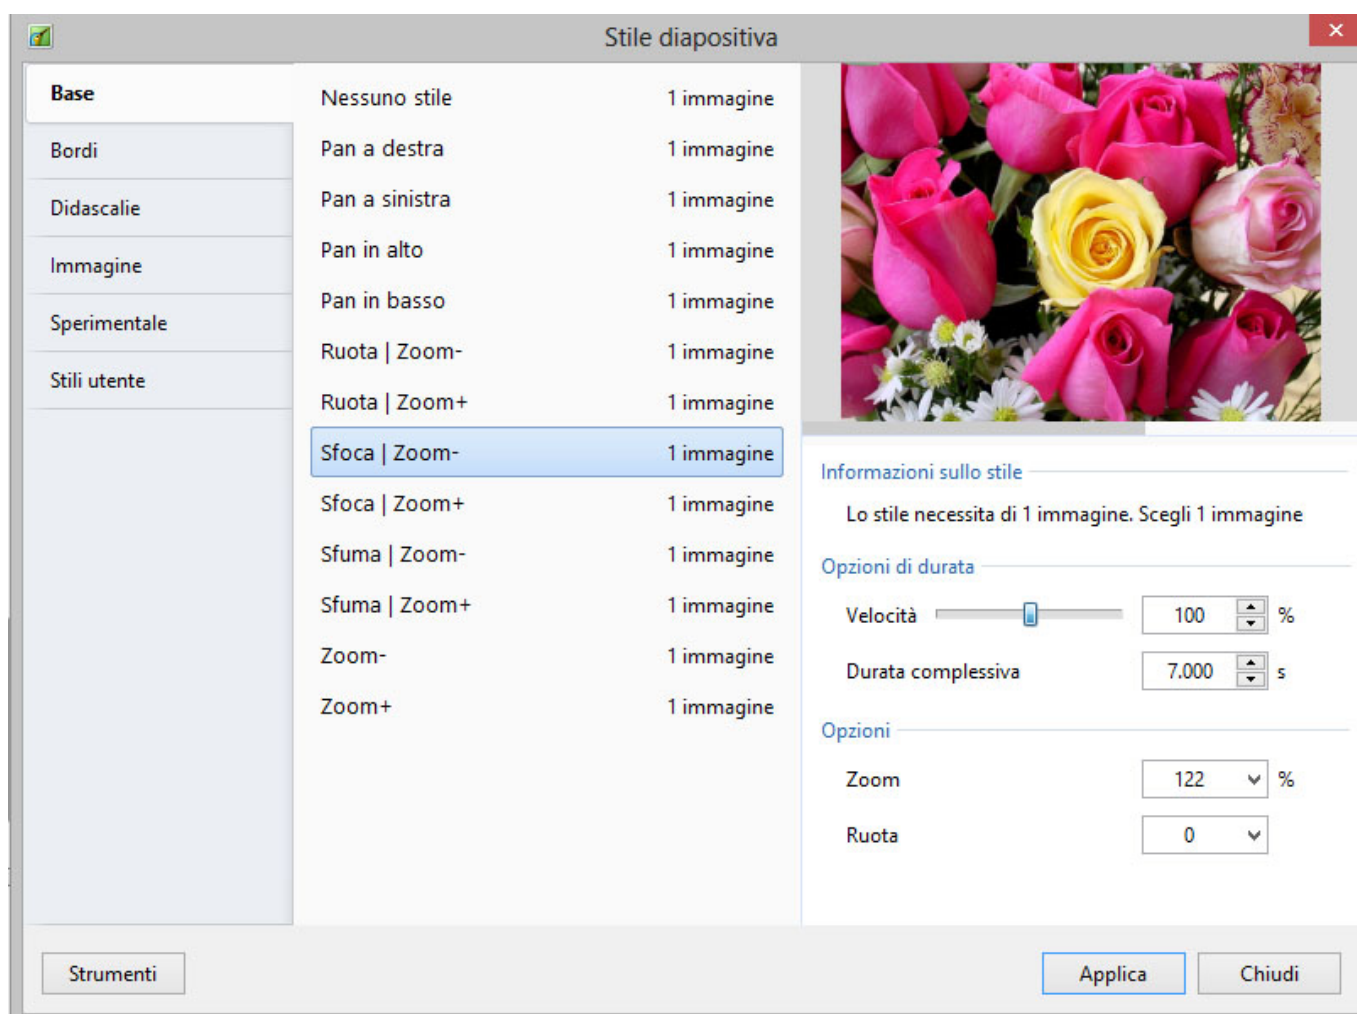 Stile diapositiva
Base
Bordi
Didascalie
Immagine
Sperimentale
Stili utente
Nessuno stile 1 immagine
Pan a destra 1 immagine
Pan a sinistra 1 immagine
Pan in alto 1 immagine
Pan in basso 1 immagine
Ruota | Zoom- 1 immagine
Ruota | Zoom+ 1 immagine
Sfoca | Zoom- 1 immagine
Sfoca | Zoom+ 1 immagine
Sfuma | Zoom- 1 immagine
Sfuma | Zoom+ 1 immagine
Zoom- 1 immagine
Zoom+ 1 immagine
Informazioni sullo stile
Lo stile necessita di 1 immagine. Scegli 1 immagine
Opzioni di durata
Velocità 100 %
Durata complessiva 7.000 s
Opzioni
Zoom 122 %
Ruota 0
Strumenti
Applica
Chiudi